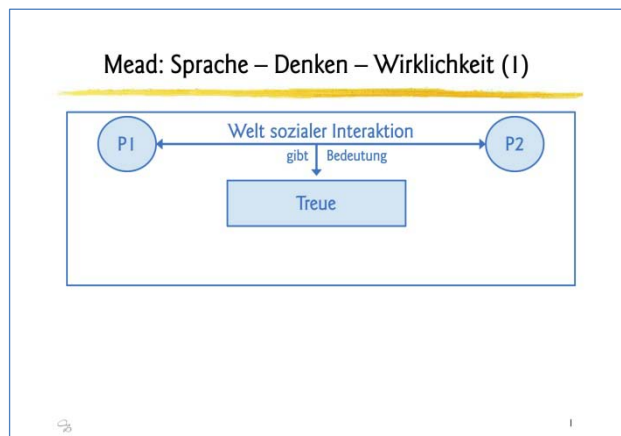 Mead: Sprache – Denken – Wirklichkeit (1)
P1
Welt sozialer Interaktion
P2
gibt Bedeutung
Treue
1